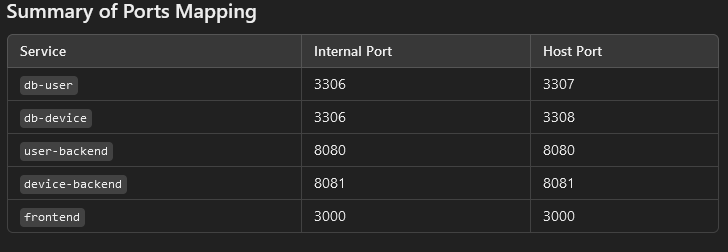 Summary of Ports Mapping
Service Internal Port Host Port
db-user 3306 3307
db-device 3306 3308
user-backend 8080 8080
device-backend 8081 8081
frontend 3000 3000